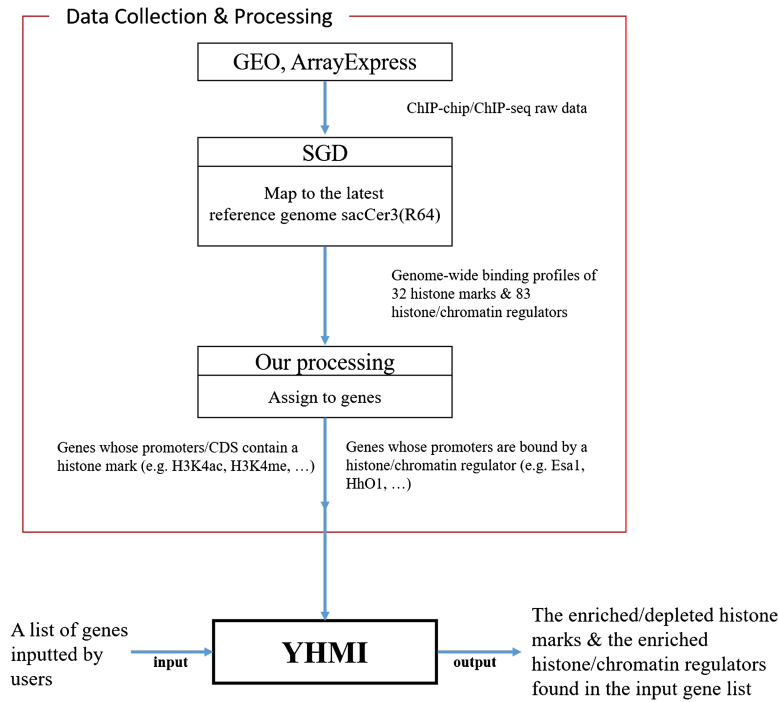 Data Collection & Processing
GEO, ArrayExpress
ChIP-chip/ChIP-seq raw data
SGD
Map to the latest
reference genome sacCer3(R64)
Genome-wide binding profiles of
32 histone marks & 83
histone/chromatin regulators
Our processing
Assign to genes
Genes whose promoters/CDS contain a
histone mark (e.g. H3K4ac, H3K4me, …)
Genes whose promoters are bound by a
histone/chromatin regulator (e.g. Esa1,
HhO1, …)
A list of genes
inputted by
users
input
YHMI
output
The enriched/depleted histone
marks & the enriched
histone/chromatin regulators
found in the input gene list